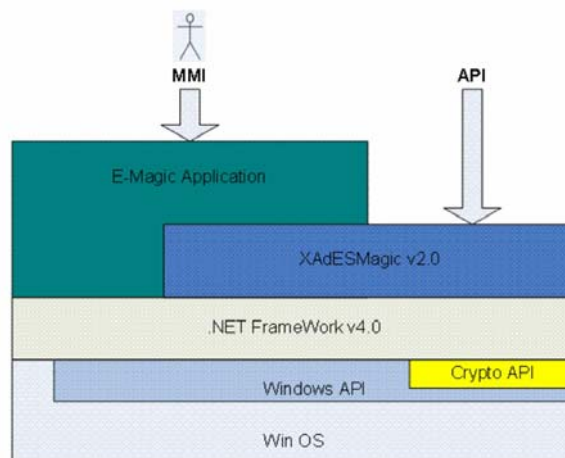 MMI
API
E-Magic Application
XAdESMagic v2.0
.NET FrameWork v4.0
Crypto API
Windows API
Win OS